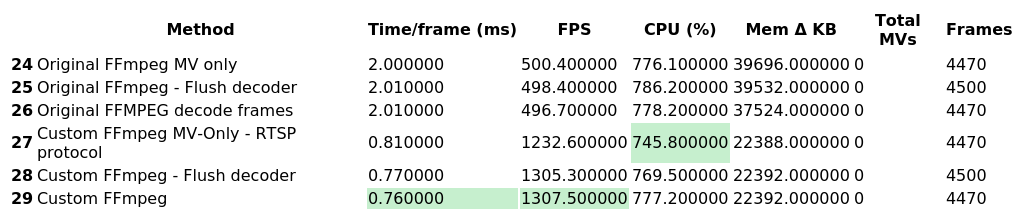 Method Time/frame (ms) FPS CPU (%) Mem Δ KB Total MVs Frames
24 Original FFmpeg MV only 2.000000 500.400000 776.100000 39696.000000 0 4470
25 Original FFmpeg - Flush decoder 2.010000 498.400000 786.200000 39532.000000 0 4500
26 Original FFMPEG decode frames 2.010000 496.700000 778.200000 37524.000000 0 4470
27 Custom FFmpeg MV-Only - RTSP protocol 0.810000 1232.600000 745.800000 22388.000000 0 4470
28 Custom FFmpeg - Flush decoder 0.770000 1305.300000 769.500000 22392.000000 0 4500
29 Custom FFmpeg 0.760000 1307.500000 777.200000 22392.000000 0 4470